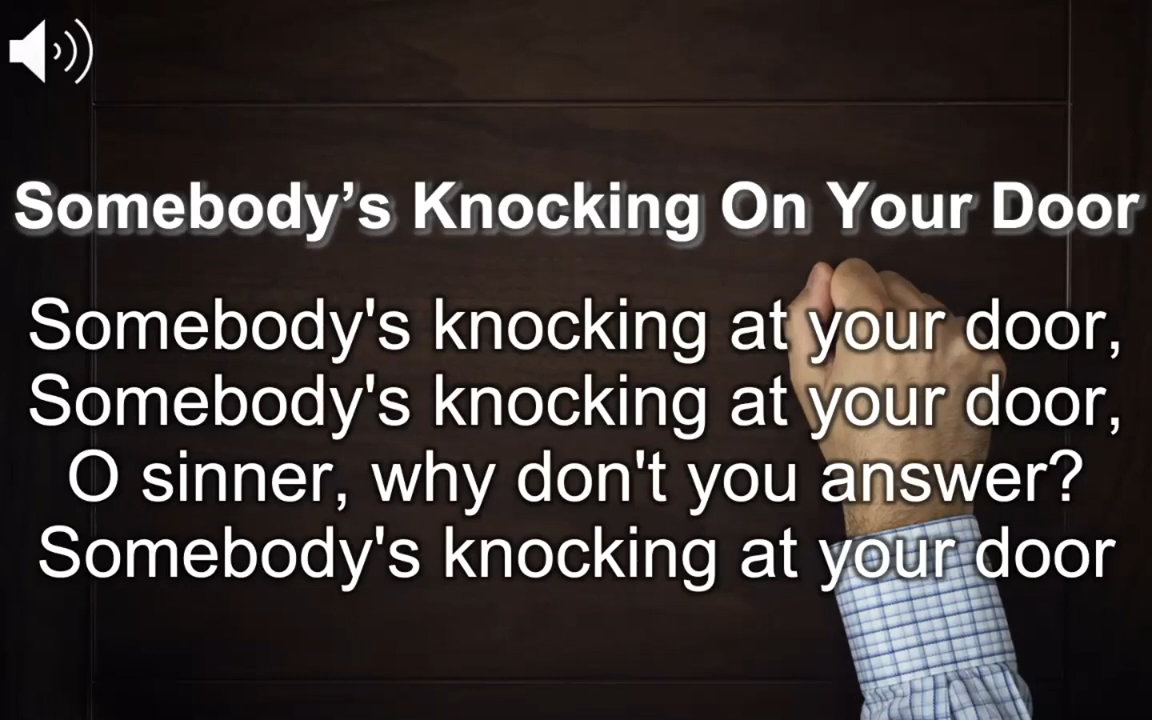 Somebody’s Knocking On Your Door
Somebody's knocking at your door,
Somebody's knocking at your door,
O sinner, why don't you answer?
Somebody's knocking at your door